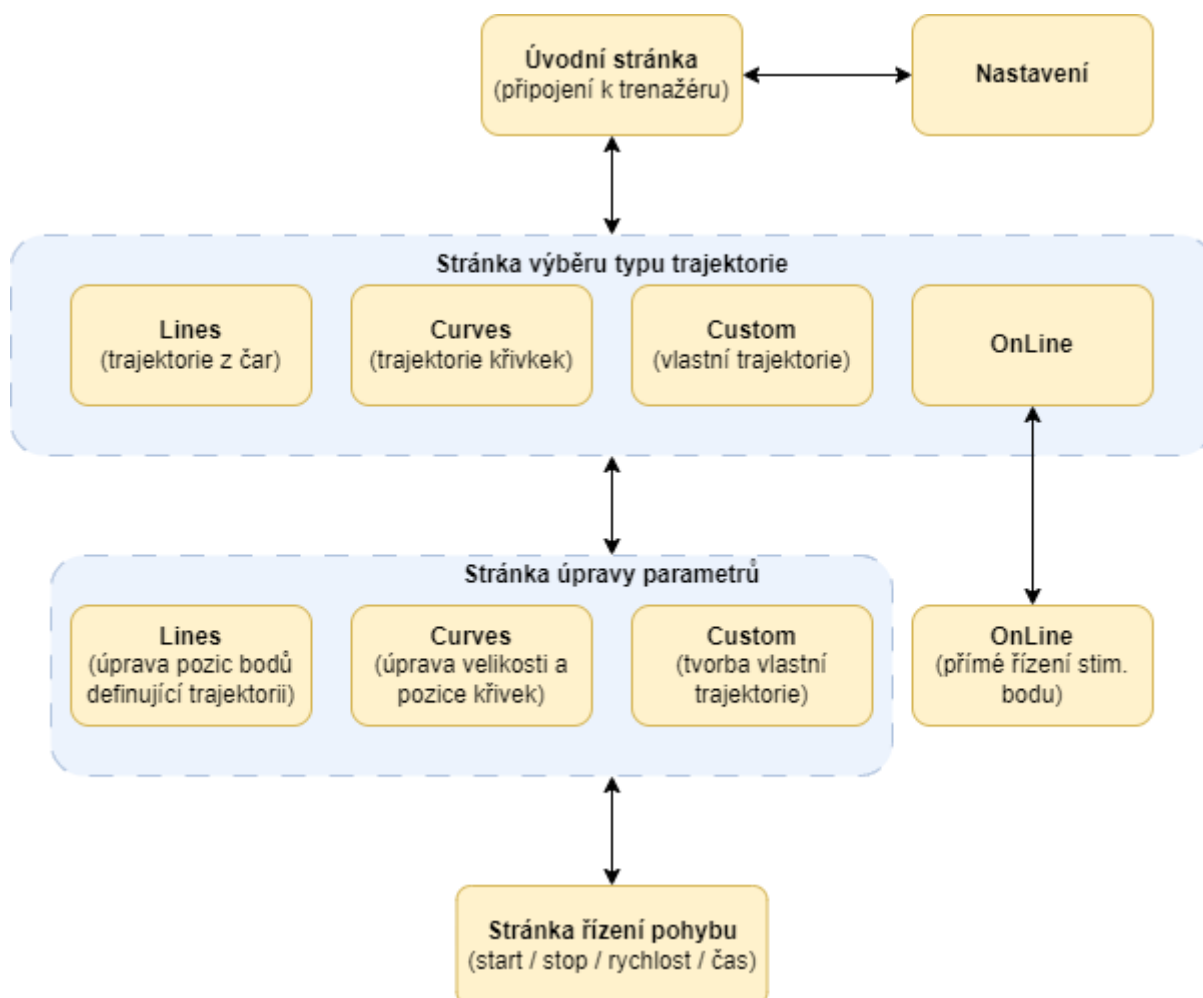 Úvodní stránka
(připojení k trenažéru)
Nastavení
Stránka výběru typu trajektorie
Lines
(trajektorie z čar)
Curves
(trajektorie křivkek)
Custom
(vlastní trajektorie)
OnLine
Stránka úpravy parametrů
Lines
(úprava pozic bodů
definující trajektorii)
Curves
(úprava velikosti a
pozice křivek)
Custom
(tvorba vlastní
trajektorie)
OnLine
(přímé řízení stim.
bodu)
Stránka řízení pohybu
(start / stop / rychlost / čas)